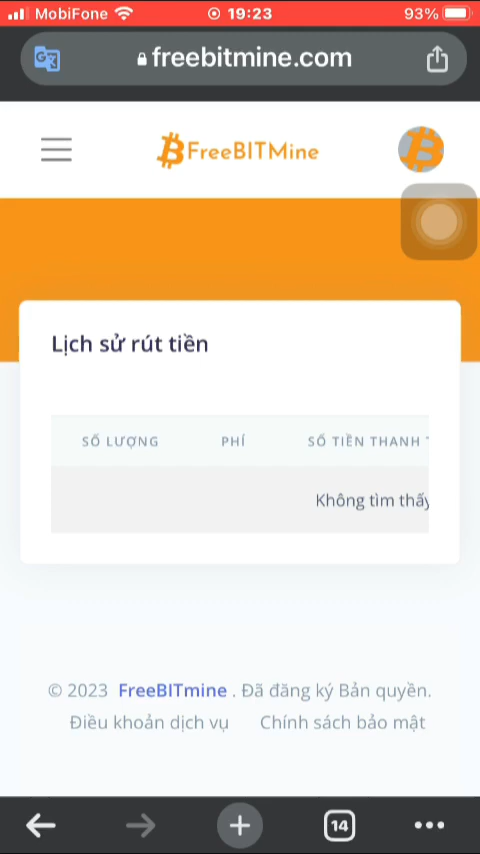 MobiFone 19:23 93%
freebitmine.com
FreeBITMine
Lịch sử rút tiền
SỐ LƯỢNG PHÍ SỐ TIỀN THANH
Không tìm thấy
© 2023 FreeBITmine . Đã đăng ký Bản quyền.
Điều khoản dịch vụ Chính sách bảo mật
14